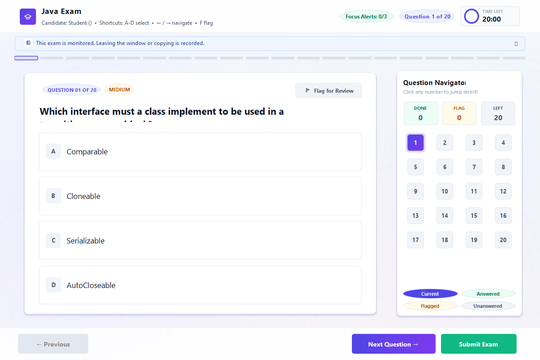 Java Exam
Candidate: Student () • Shortcuts: A-D select • ← / → navigate • F flag
Focus Alerts: 0/3
Question 1 of 20
TIME LEFT
20:00
This exam is monitored. Leaving the window or copying is recorded.
QUESTION 01 OF 20
MEDIUM
Flag for Review
Which interface must a class implement to be used in a
A Comparable
B Cloneable
C Serializable
D AutoCloseable
Question Navigator
Click any number to jump direct
DONE
0
FLAG
0
LEFT
20
1 2 3 4
5 6 7 8
9 10 11 12
13 14 15 16
17 18 19 20
Current
Answered
Flagged
Unanswered
← Previous
Next Question →
Submit Exam